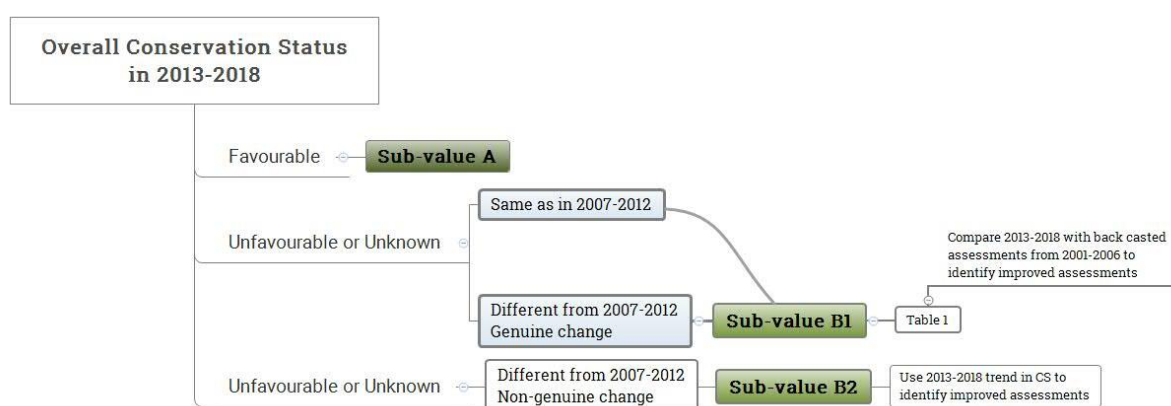 Overall Conservation Status
in 2013-2018
Favourable
Sub-value A
Unfavourable or Unknown
Same as in 2007-2012
Different from 2007-2012
Genuine change
Sub-value B1
Table 1
Compare 2013-2018 with back casted
assessments from 2001-2006 to
identify improved assessments
Unfavourable or Unknown
Different from 2007-2012
Non-genuine change
Sub-value B2
Use 2013-2018 trend in CS to
identify improved assessments